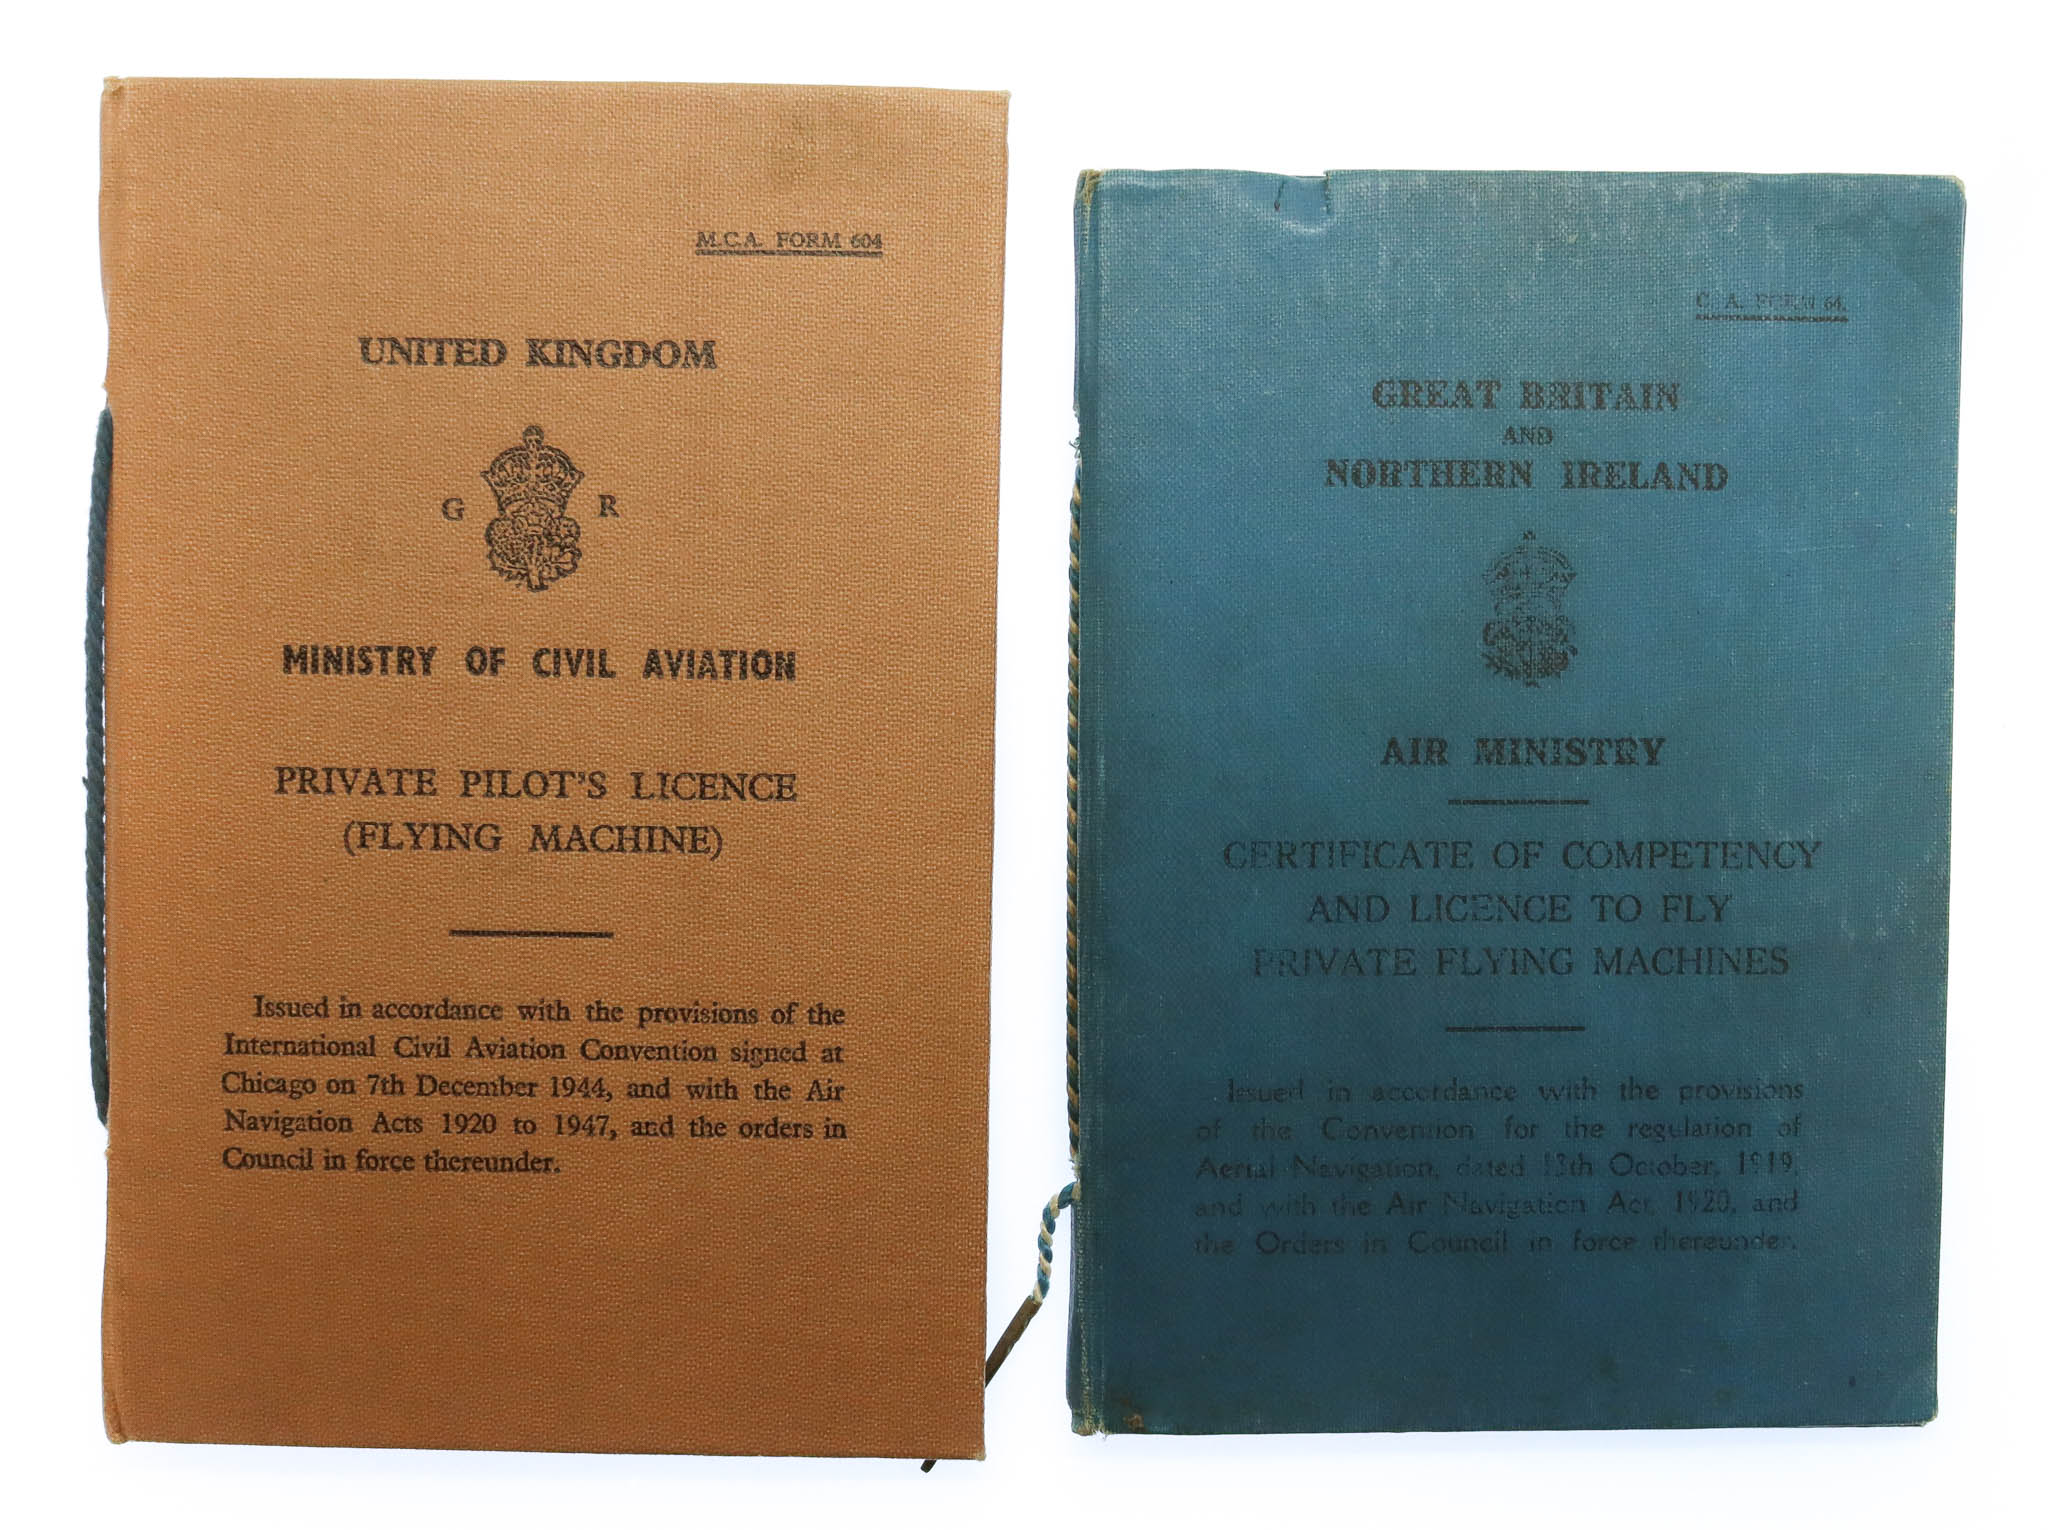 M.C.A. FORM 604
UNITED KINGDOM
G R
MINISTRY OF CIVIL AVIATION
PRIVATE PILOT'S LICENCE
(FLYING MACHINE)
Issued in accordance with the provisions of the
International Civil Aviation Convention signed at
Chicago on 7th December 1944, and with the Air
Navigation Acts 1920 to 1947, and the orders in
Council in force thereunder.
C. A. FORM 64.
GREAT BRITAIN
AND
NORTHERN IRELAND
AIR MINISTRY
CERTIFICATE OF COMPETENCY
AND LICENCE TO FLY
PRIVATE FLYING MACHINES
Issued in accordance with the provisions
of the Convention for the regulation of
Aerial Navigation, dated 13th October, 1919,
and with the Air Navigation Act, 1920, and
the Orders in Council in force thereunder.